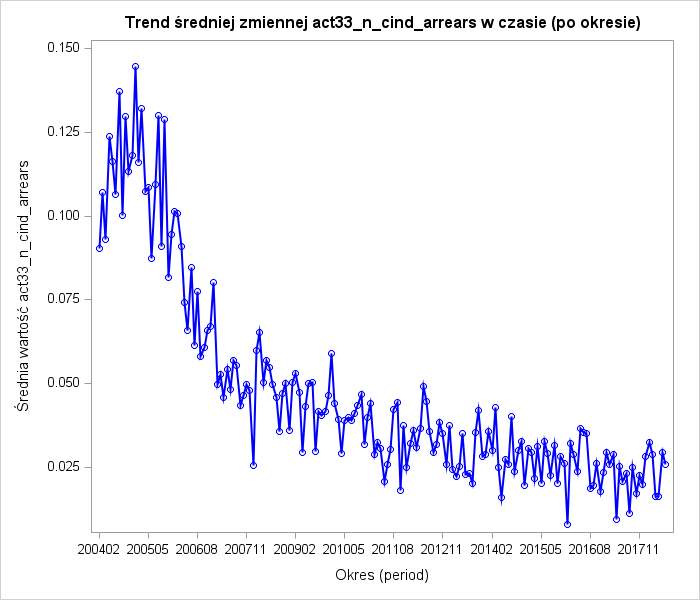 Trend średniej zmiennej act33_n_cind_arrears w czasie (po okresie)
Średnia wartość act33_n_cind_arrears
0.150
0.125
0.100
0.075
0.050
0.025
200402 200505 200608 200711 200902 201005 201108 201211 201402 201505 201608 201711
Okres (period)